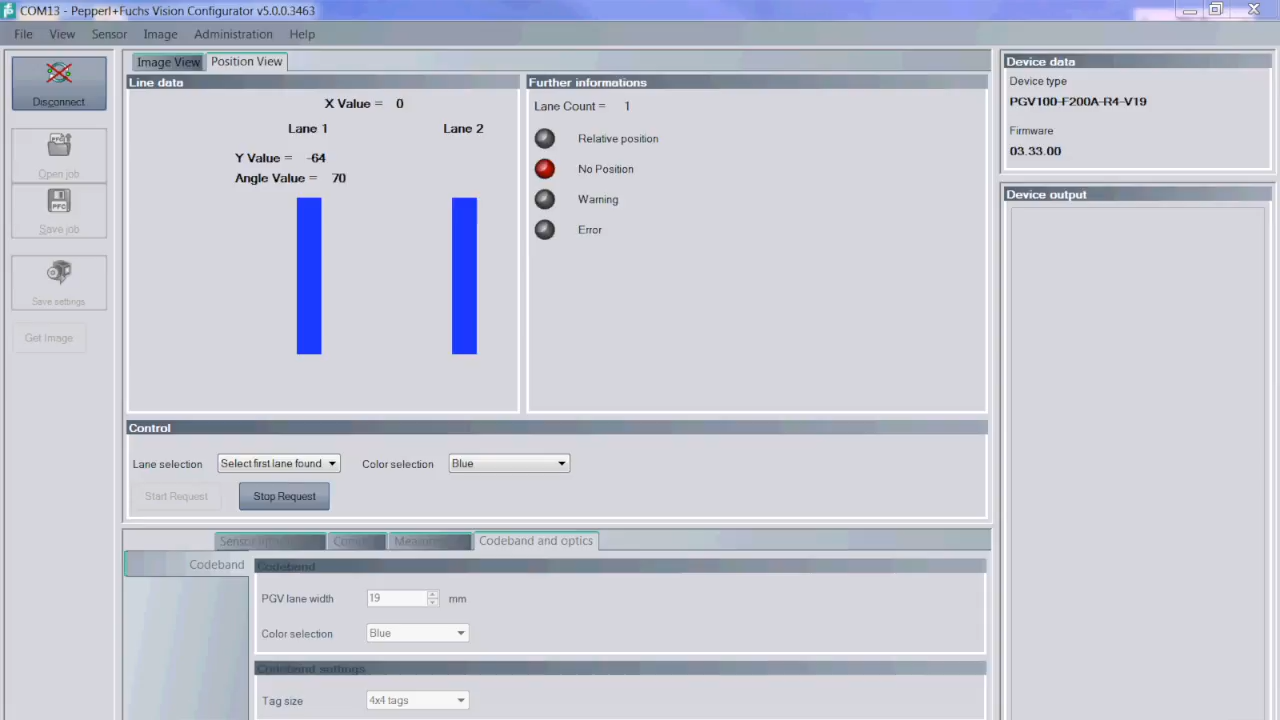 COM13 - Pepperl+Fuchs Vision Configurator v5.0.0.3463
File View Sensor Image Administration Help
Disconnect
Open job
Save job
Save settings
Get Image
Image View Position View
Line data
X Value = 0
Lane 1 Lane 2
Y Value = -64
Angle Value = 70
Further informations
Lane Count = 1
Relative position
No Position
Warning
Error
Control
Lane selection Select first lane found Color selection Blue
Start Request Stop Request
Codeband and optics
Codeband
Codeband
PGV lane width 19 mm
Color selection Blue
Codeband settings
Tag size 4x4 tags
Device data
Device type
PGV100-F200A-R4-V19
Firmware
03.33.00
Device output